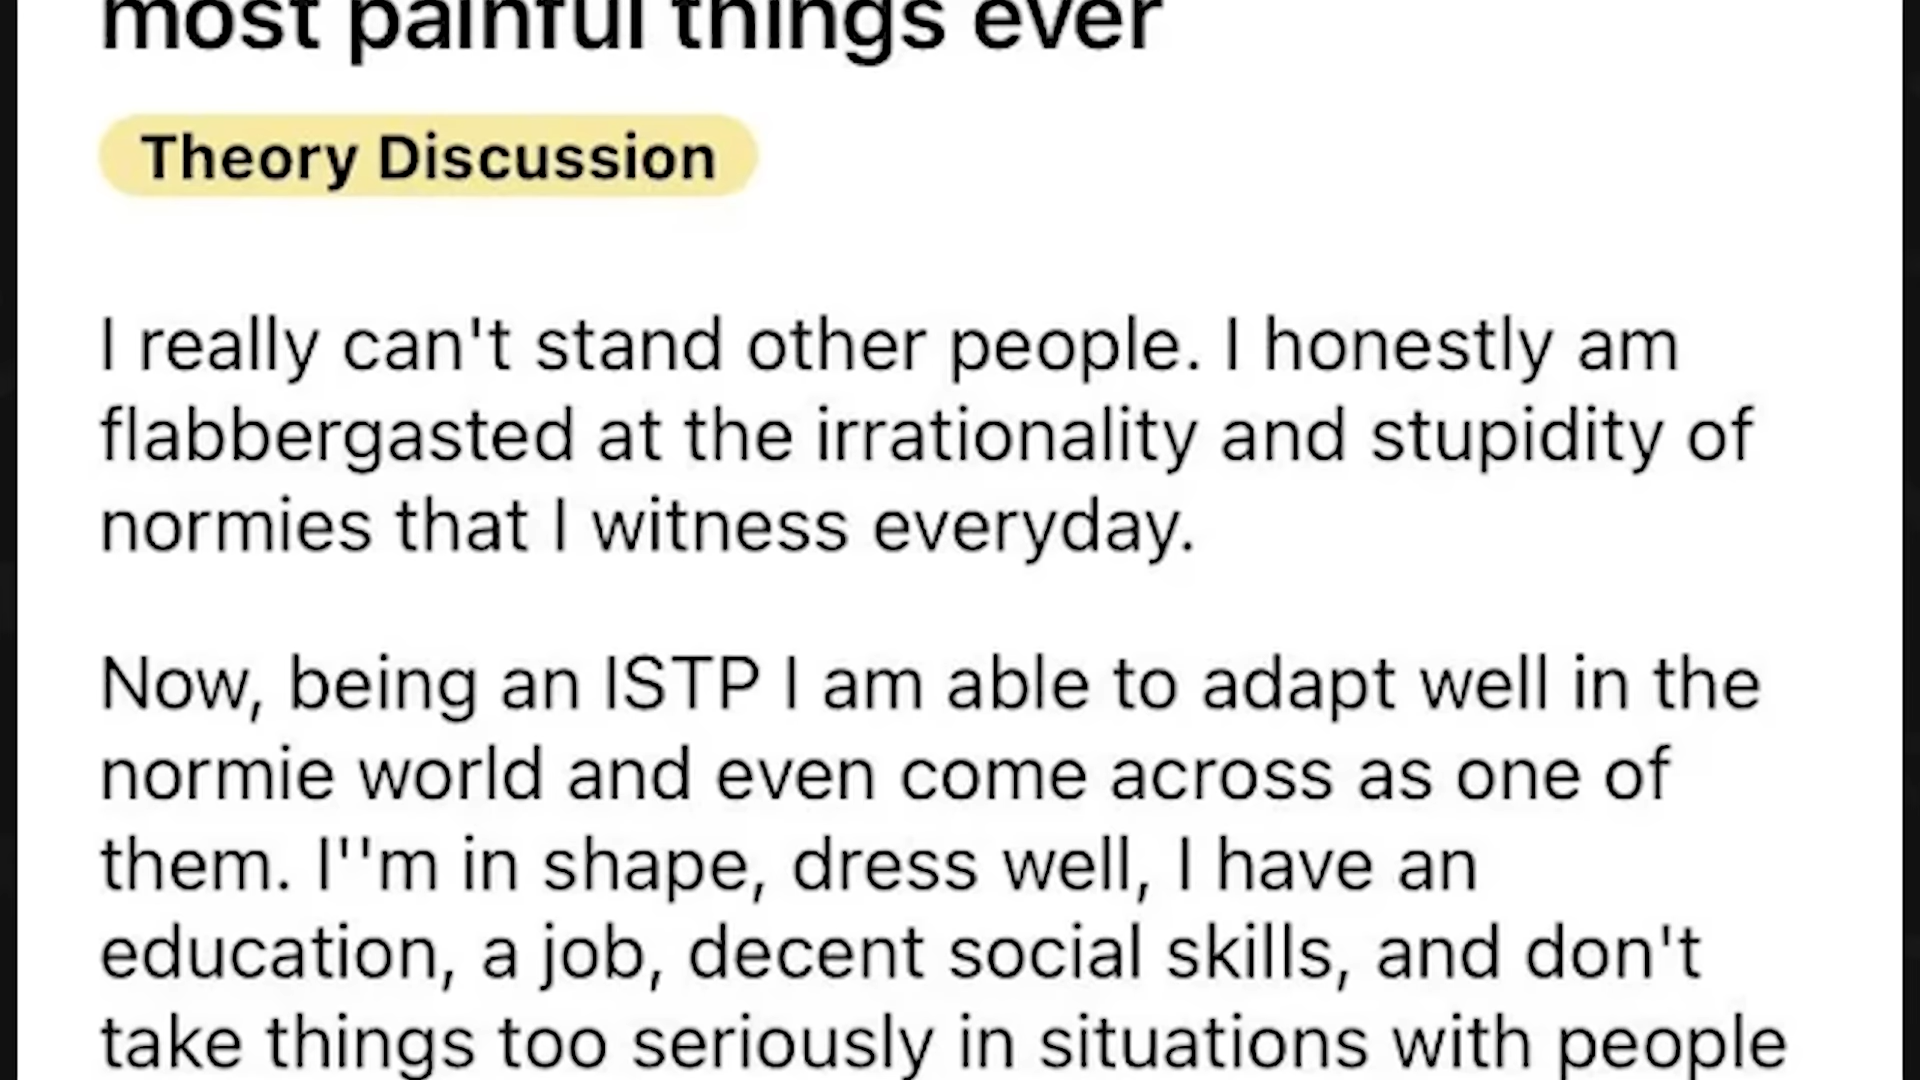 most painful things ever
Theory Discussion
I really can't stand other people. I honestly am
flabbergasted at the irrationality and stupidity of
normies that I witness everyday.
Now, being an ISTP I am able to adapt well in the
normie world and even come across as one of
them. I''m in shape, dress well, I have an
education, a job, decent social skills, and don't
take things too seriously in situations with people